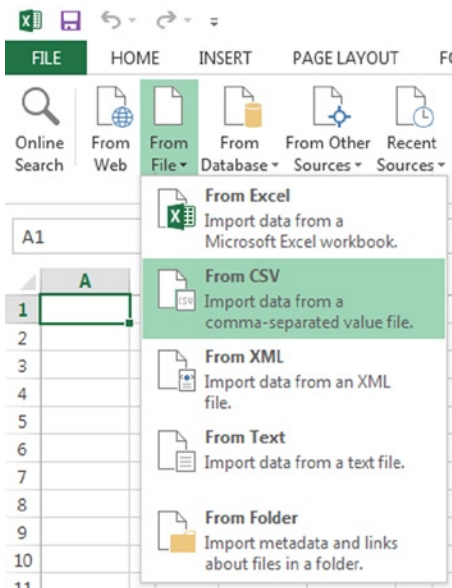 FILE HOME INSERT PAGE LAYOUT
Online Search
From Web
From File
From Database
From Other Sources
Recent Sources
From Excel
Import data from a
Microsoft Excel workbook.
A1
From CSV
Import data from a
comma-separated value file.
CSV
From XML
Import data from an XML
file.
From Text
Import data from a text file.
From Folder
Import metadata and links
about files in a folder.
A
1
2
3
4
5
6
7
8
9
10
11